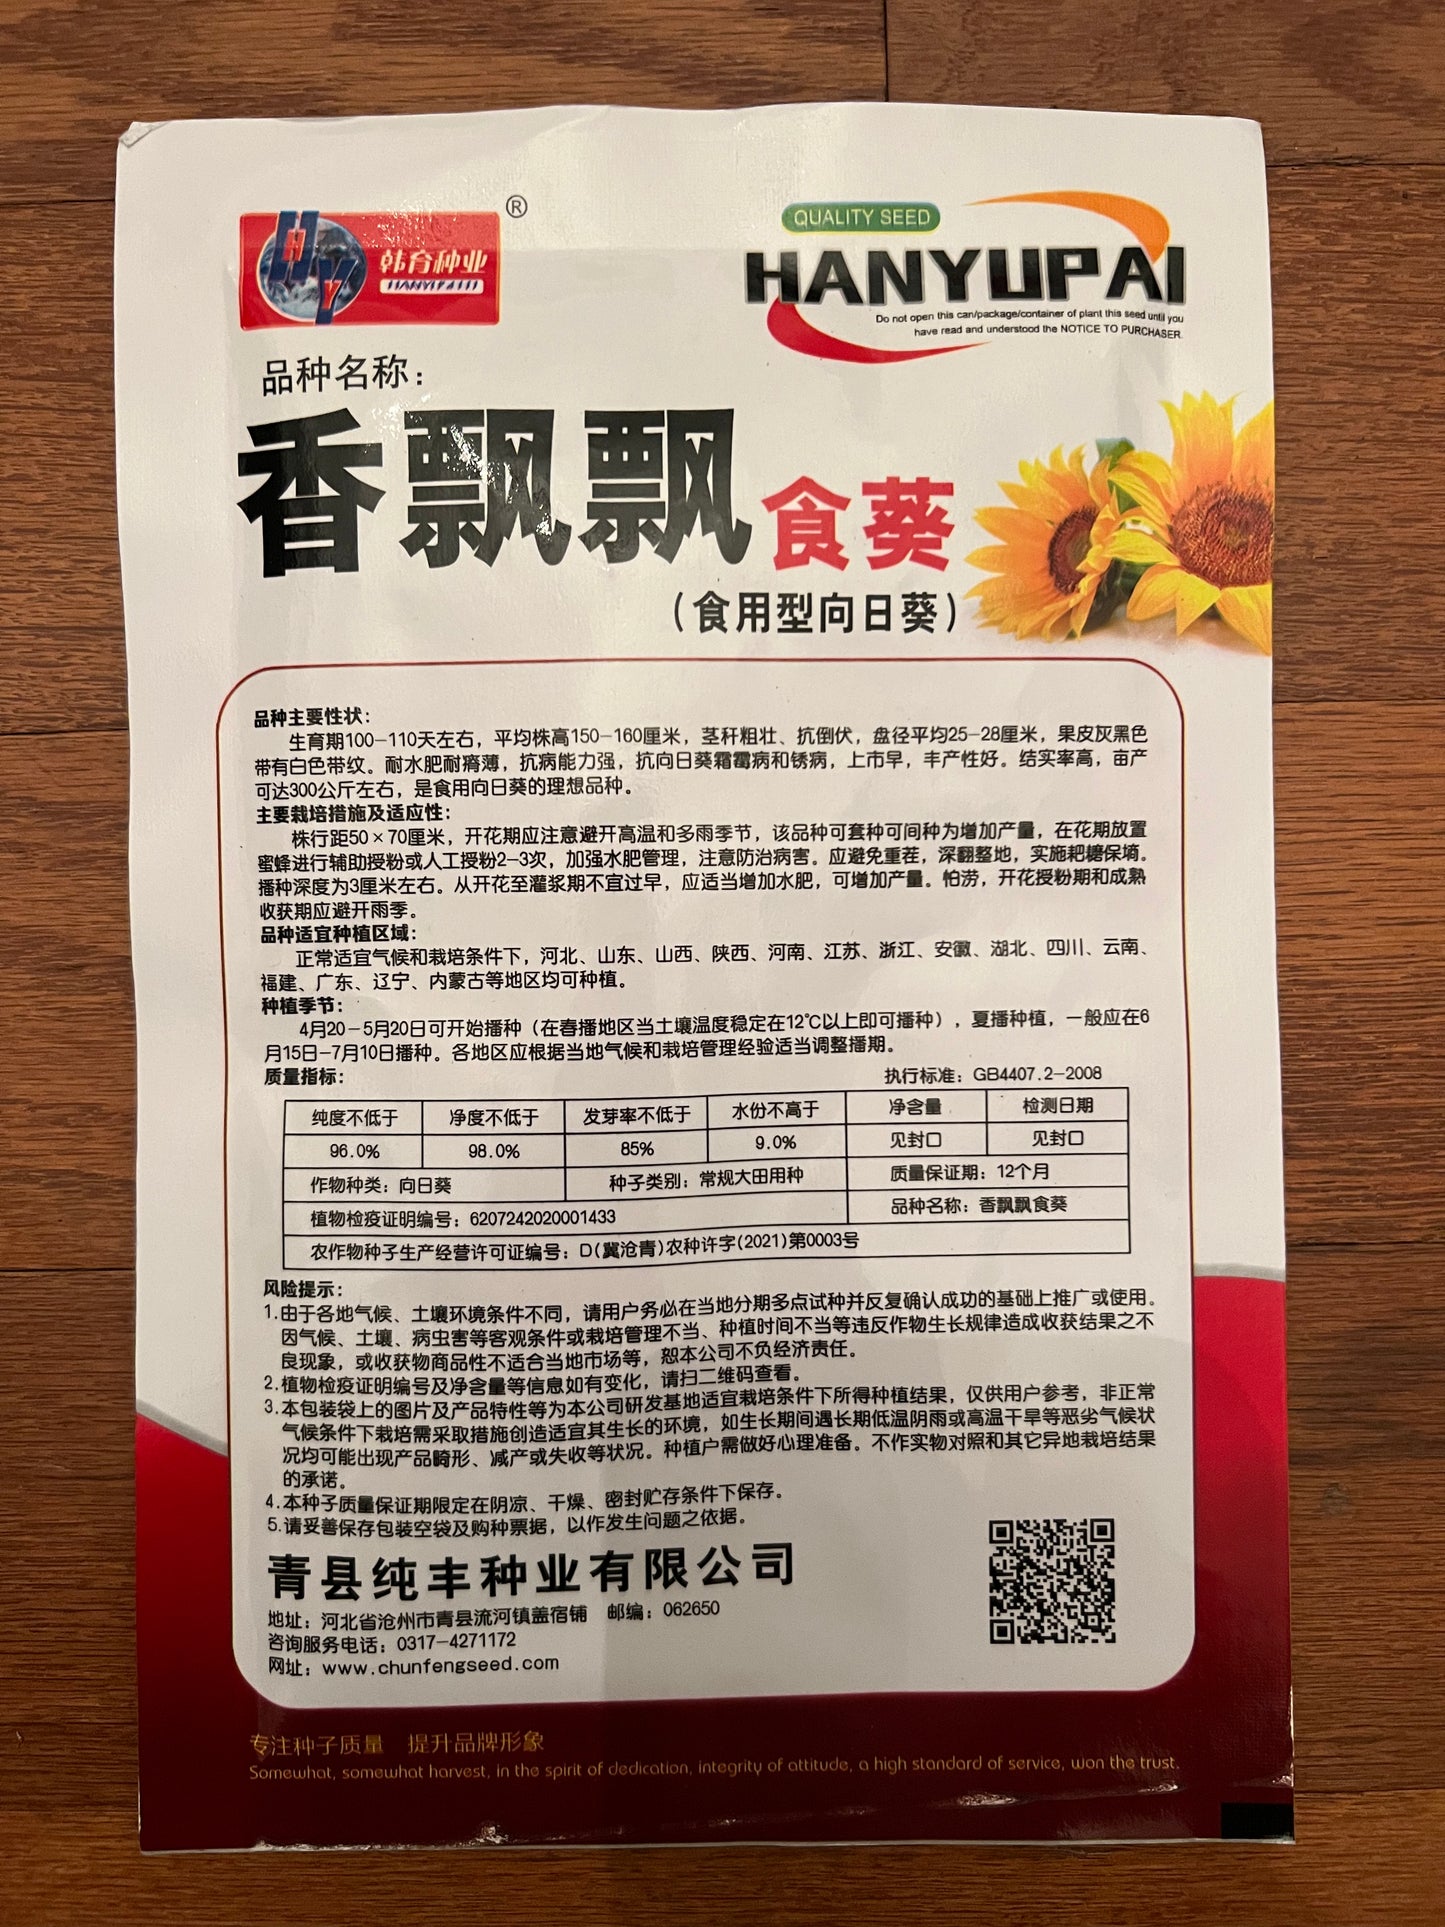 HY
韩育种业
HANYUPAI
®
QUALITY SEED
HANYUPAI
Do not open this can/package/container of plant this seed until you
have read and understood the NOTICE TO PURCHASER.
品种名称：
香飘飘食葵
（食用型向日葵）
品种主要性状：
生育期100-110天左右，平均株高150-160厘米，茎秆粗壮、抗倒伏，盘径平均25-28厘米，果皮灰黑色
带有白色带纹。耐水肥耐瘠薄，抗病能力强，抗向日葵霜霉病和锈病，上市早，丰产性好。结实率高，亩产
可达300公斤左右，是食用向日葵的理想品种。
主要栽培措施及适应性：
株行距50×70厘米，开花期应注意避开高温和多雨季节，该品种可套种可间种为增加产量，在花期放置
蜜蜂进行辅助授粉或人工授粉2-3次，加强水肥管理，注意防治病害。应避免重茬，深翻整地，实施耙耱保墒。
播种深度为3厘米左右。从开花至灌浆期不宜过旱，应适当增加水肥，可增加产量。怕涝，开花授粉期和成熟
收获期应避开雨季。
品种适宜种植区域：
正常适宜气候和栽培条件下，河北、山东、山西、陕西、河南、江苏、浙江、安徽、湖北、四川、云南、
福建、广东、辽宁、内蒙古等地区均可种植。
种植季节：
4月20-5月20日可开始播种（在春播地区当土壤温度稳定在12℃以上即可播种），夏播种植，一般应在6
月15日-7月10日播种。各地区应根据当地气候和栽培管理经验适当调整播期。
质量指标： 执行标准：GB4407.2-2008
纯度不低于 净度不低于 发芽率不低于 水份不高于 净含量 检测日期
96.0% 98.0% 85% 9.0% 见封口 见封口
作物种类：向日葵 种子类别：常规大田用种 质量保证期：12个月
植物检疫证明编号：6207242020001433 品种名称：香飘飘食葵
农作物种子生产经营许可证编号：D(冀沧青)农种许字(2021)第0003号
风险提示：
1.由于各地气候、土壤环境条件不同，请用户务必在当地分期多点试种并反复确认成功的基础上推广或使用。
因气候、土壤、病虫害等客观条件或栽培管理不当、种植时间不当等违反作物生长规律造成收获结果之不
良现象，或收获物商品性不适合当地市场等，恕本公司不负经济责任。
2.植物检疫证明编号及净含量等信息如有变化，请扫二维码查看。
3.本包装袋上的图片及产品特性等为本公司研发基地适宜栽培条件下所得种植结果，仅供用户参考，非正常
气候条件下栽培需采取措施创造适宜其生长的环境，如生长期间遇长期低温阴雨或高温干旱等恶劣气候状
况均可能出现产品畸形、减产或失收等状况。种植户需做好心理准备。不作实物对照和其它异地栽培结果
的承诺。
4.本种子质量保证期限定在阴凉、干燥、密封贮存条件下保存。
5.请妥善保存包装空袋及购种票据，以作发生问题之依据。
青县纯丰种业有限公司
地址：河北省沧州市青县流河镇盖宿铺 邮编：062650
咨询服务电话：0317-4271172
网址：www.chunfengseed.com
专注种子质量 提升品牌形象
Somewhat, somewhat harvest, in the spirit of dedication, integrity of attitude, a high standard of service, won the trust.